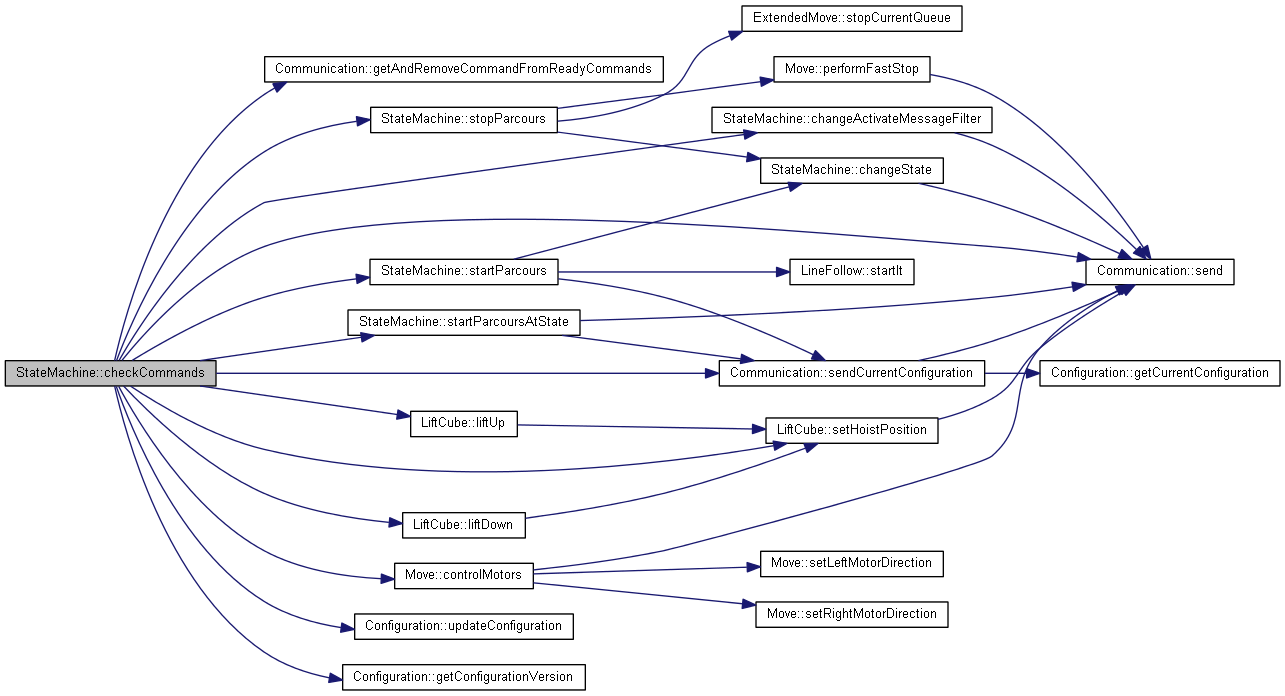 ExtendedMove::stopCurrentQueue
Communication::getAndRemoveCommandFromReadyCommands
Move::performFastStop
StateMachine::stopParcours
StateMachine::changeActivateMessageFilter
StateMachine::changeState
StateMachine::startParcours
LineFollow::startIt
Communication::send
StateMachine::startParcoursAtState
StateMachine::checkCommands
Communication::sendCurrentConfiguration
Configuration::getCurrentConfiguration
LiftCube::liftUp
LiftCube::setHoistPosition
LiftCube::liftDown
Move::setLeftMotorDirection
Move::controlMotors
Move::setRightMotorDirection
Configuration::updateConfiguration
Configuration::getConfigurationVersion